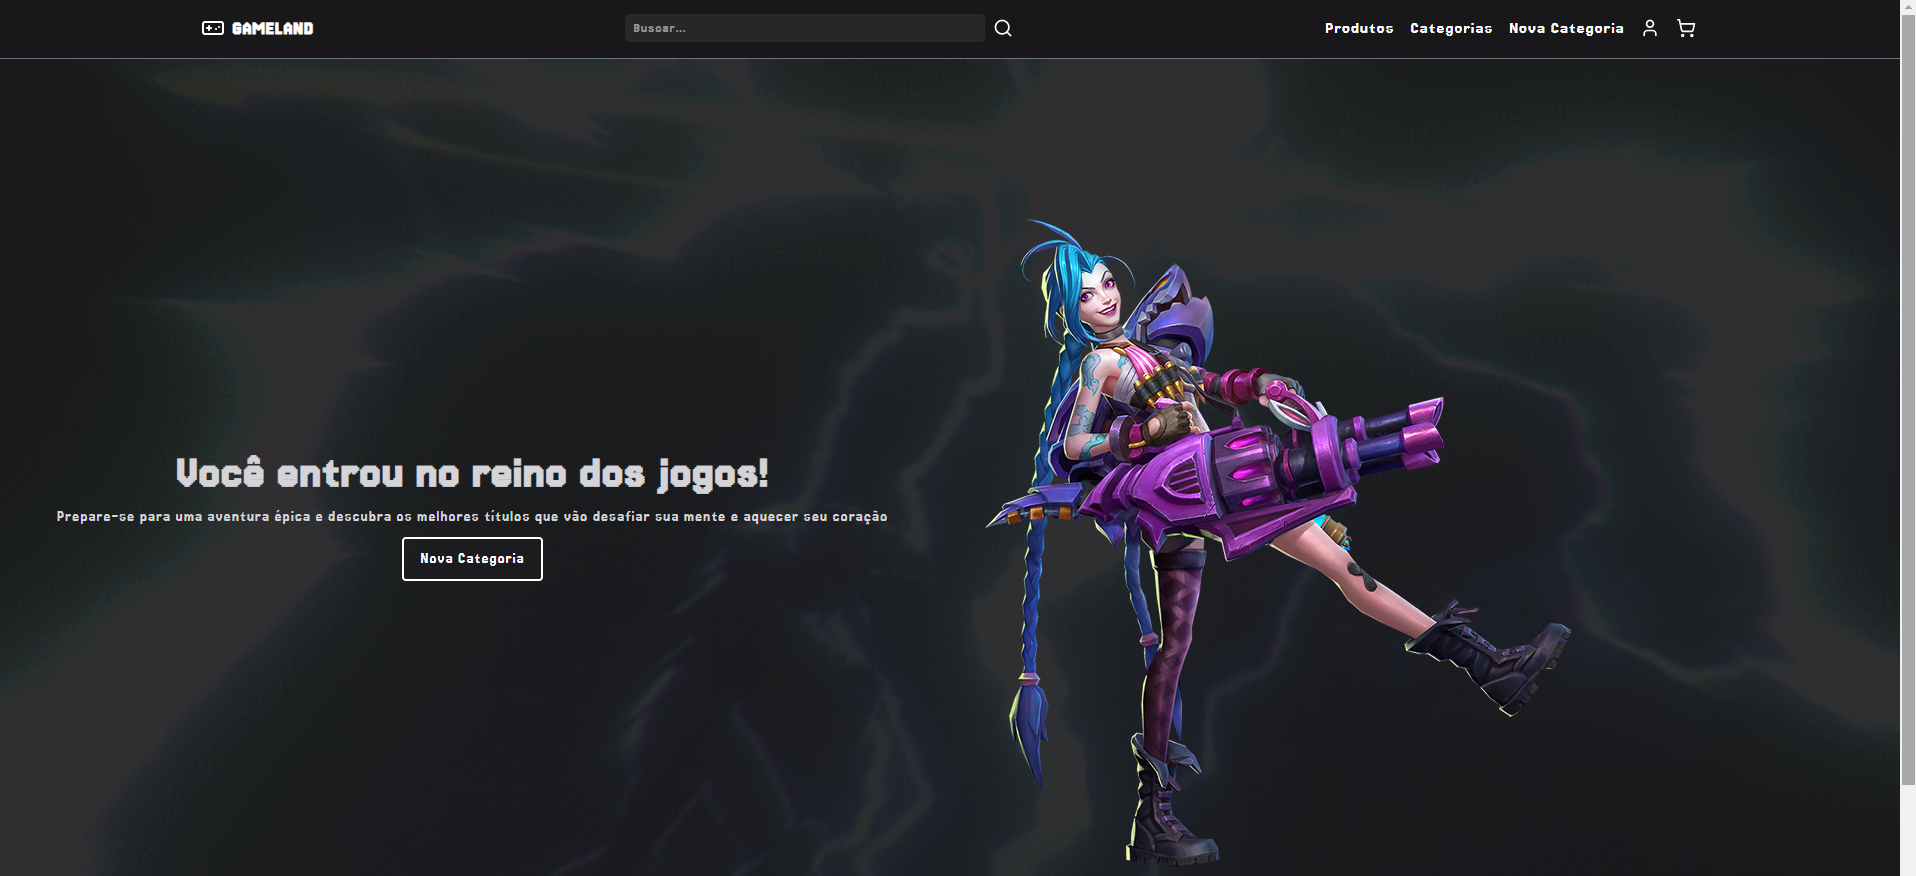 GAMELAND
Buscar...
Produtos Categorias Nova Categoria
Você entrou no reino dos jogos!
Prepare-se para uma aventura épica e descubra os melhores títulos que vão desafiar sua mente e aquecer seu coração
Nova Categoria